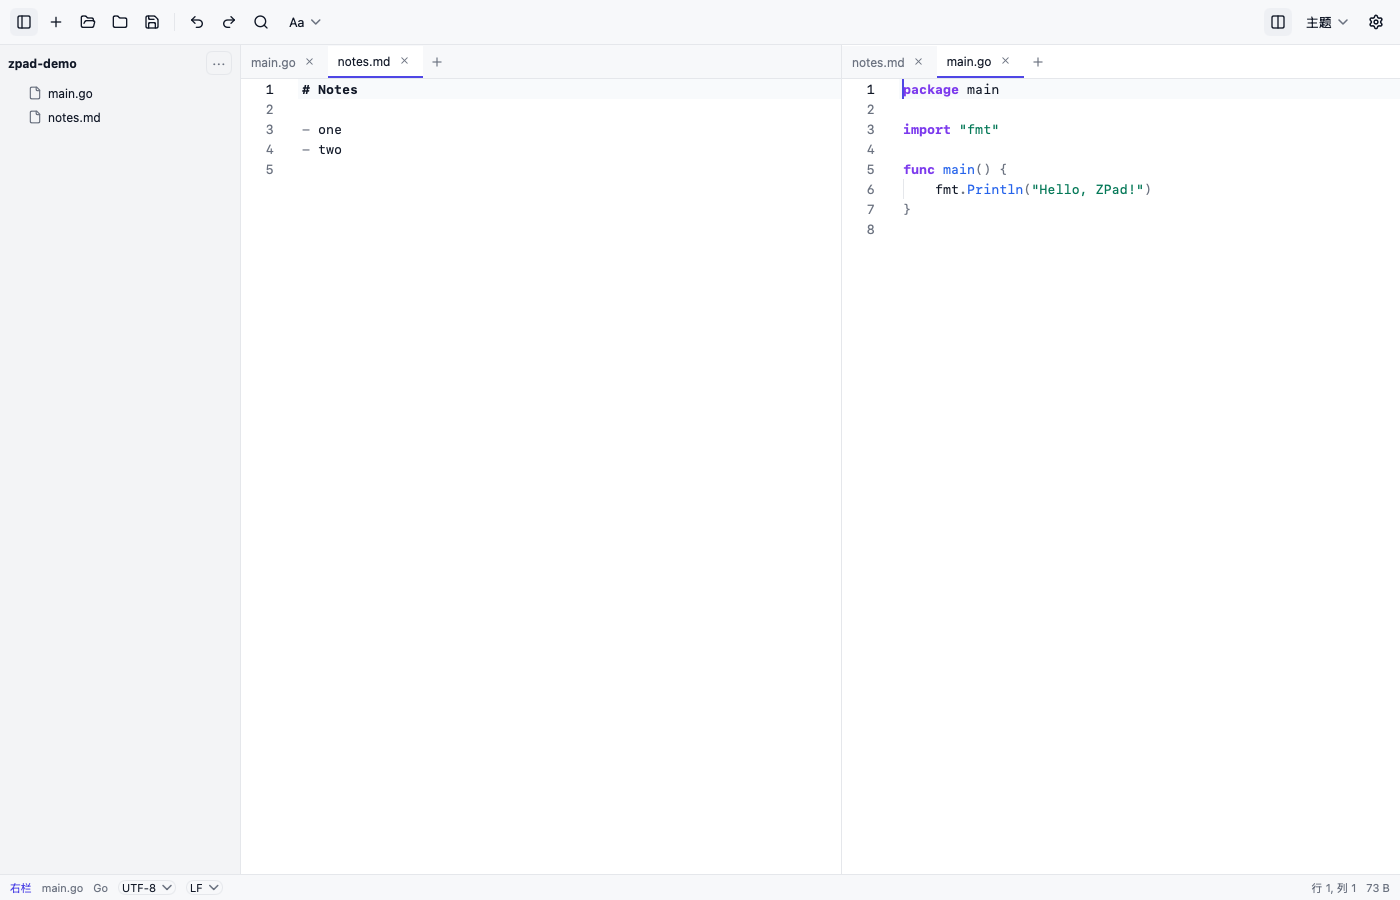 Aa
主题
zpad-demo
main.go
notes.md
main.go
notes.md
1 # Notes
2
3 - one
4 - two
5
notes.md
main.go
1 package main
2
3 import "fmt"
4
5 func main() {
6 fmt.Println("Hello, ZPad!")
7 }
8
右栏 main.go Go UTF-8 LF
行 1, 列 1 73 B